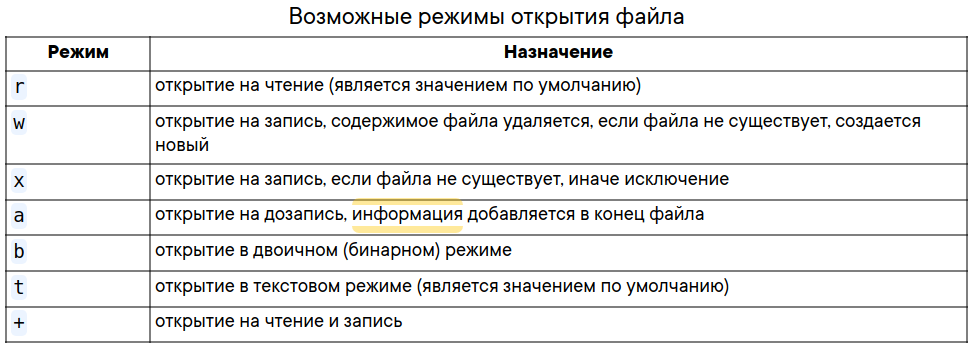 Возможные режимы открытия файла
Режим Назначение
r открытие на чтение (является значением по умолчанию)
w открытие на запись, содержимое файла удаляется, если файла не существует, создается
новый
x открытие на запись, если файла не существует, иначе исключение
a открытие на дозапись, информация добавляется в конец файла
b открытие в двоичном (бинарном) режиме
t открытие в текстовом режиме (является значением по умолчанию)
+ открытие на чтение и запись